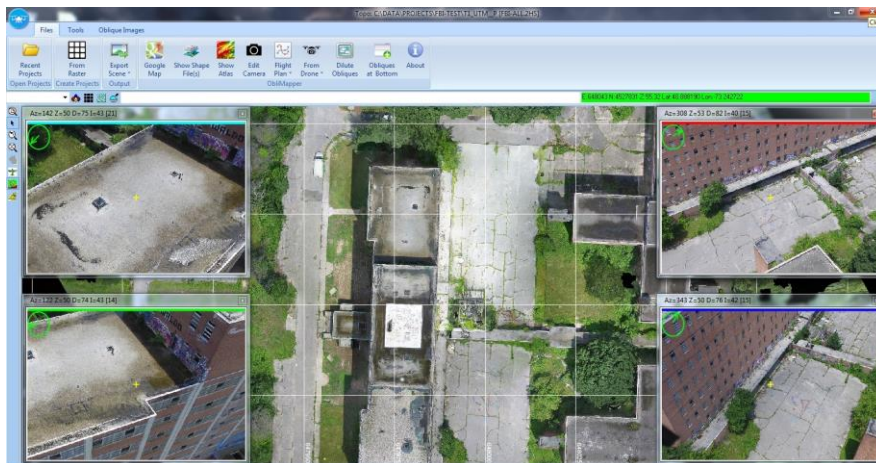 Files Tools Oblique Images
Recent Projects
From Raster
Export Scene
Google Map
Show Shape File(s)
Show Atlas
Edit Camera
Flight Plan
From Drone
Dilute Obliques
Obliques at Bottom
About
Open Projects
Create Projects
Output
ObliMapper
Az=142 Z=50 D=75 I=43 [21]
Az=308 Z=53 D=82 I=40 [15]
Az=122 Z=50 D=74 I=43 [14]
Az=343 Z=50 D=76 I=42 [15]